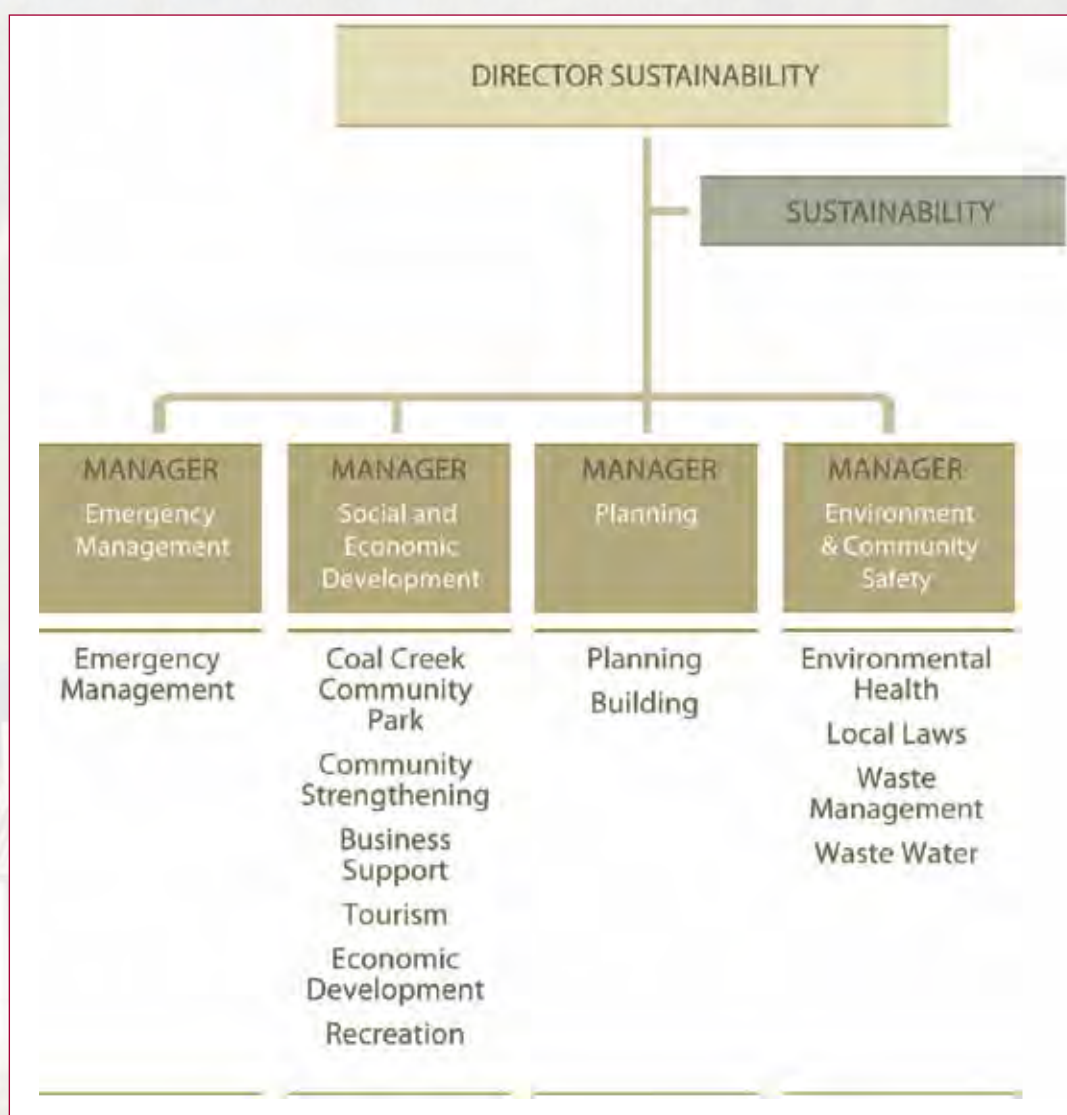 DIRECTOR SUSTAINABILITY
SUSTAINABILITY
MANAGER
Emergency
Management
Emergency
Management
MANAGER
Social and
Economic
Development
Coal Creek
Community
Park
Community
Strengthening
Business
Support
Tourism
Economic
Development
Recreation
MANAGER
Planning
Planning
Building
MANAGER
Environment
& Community
Safety
Environmental
Health
Local Laws
Waste
Management
Waste Water